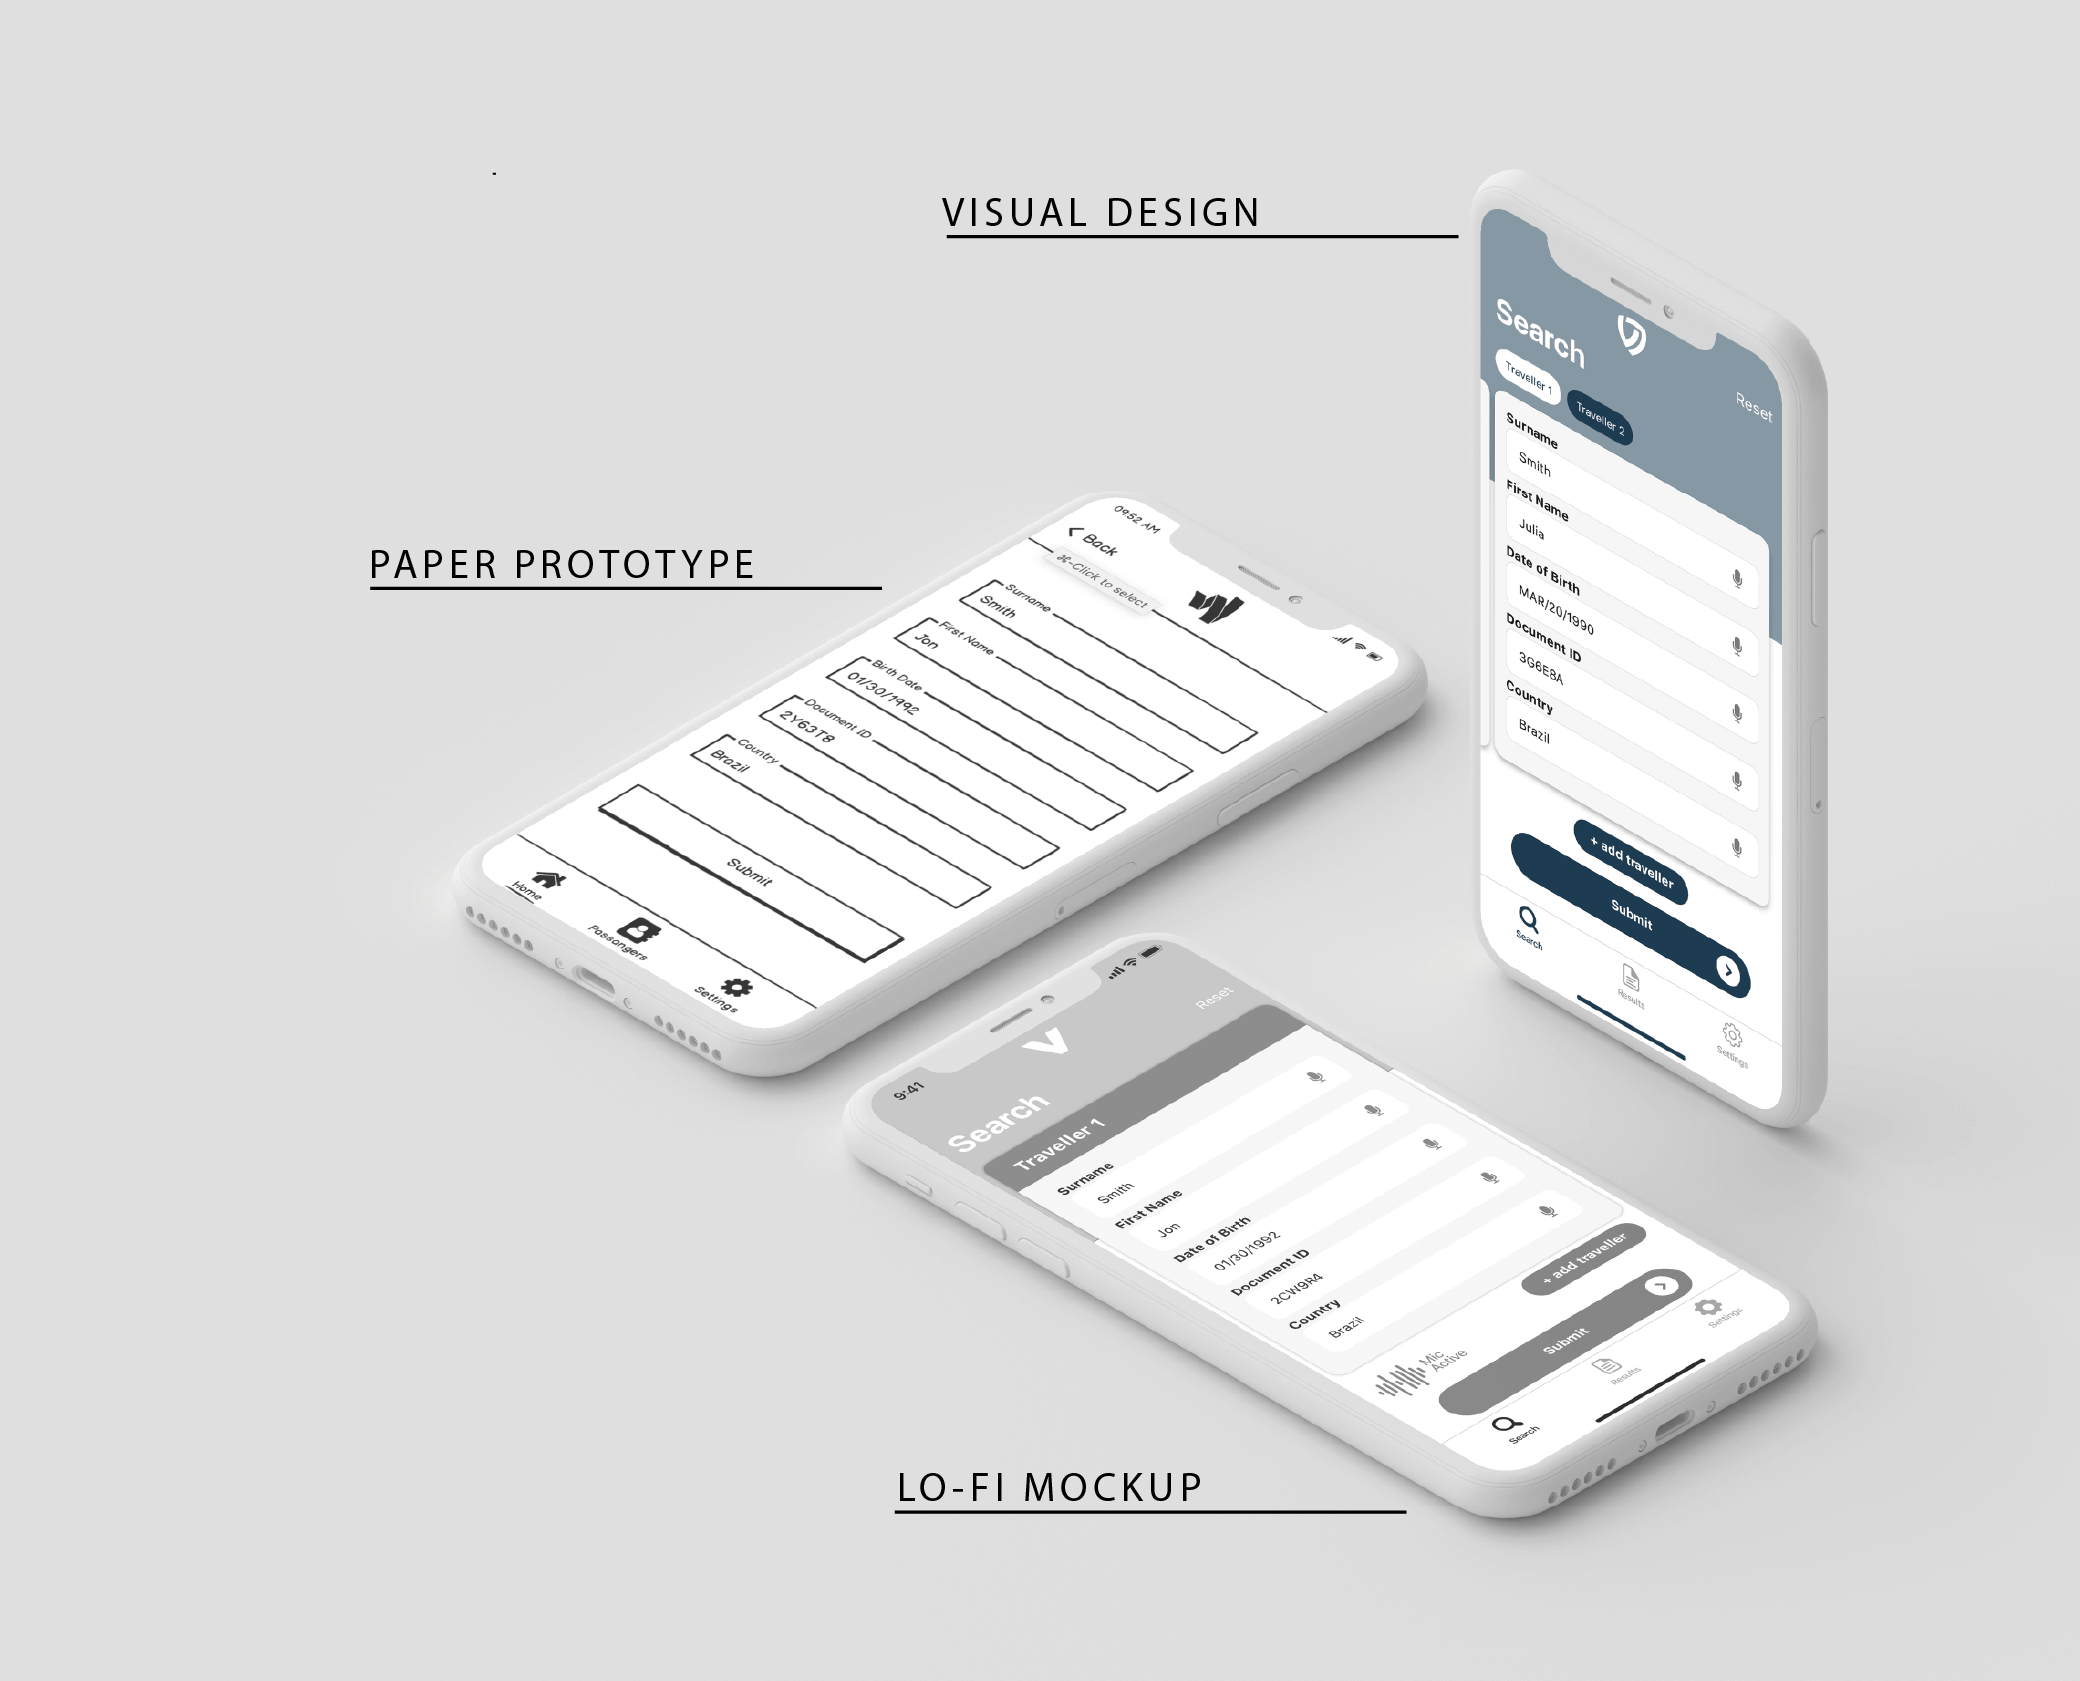 VISUAL DESIGN
Search
Reset
Traveller 1
Traveller 2
Surname
Smith
First Name
Julia
Date of Birth
MAR/20/1990
Document ID
3G6E8A
Country
Brazil
+ add traveller
Submit
Search
Results
Settings
PAPER PROTOTYPE
09:52 AM
Back
⌘-Click to select
Surname
Smith
First Name
Jon
Birth Date
01/30/1992
Document ID
2Y63T8
Country
Brazil
Submit
Home
Passangers
Settings
9:41
Search
Reset
Traveller 1
Surname
Smith
First Name
Jon
Date of Birth
01/30/1992
Document ID
2CW9R4
Country
Brazil
+ add traveller
Mic
Active
Submit
Search
Results
Settings
LO-FI MOCKUP